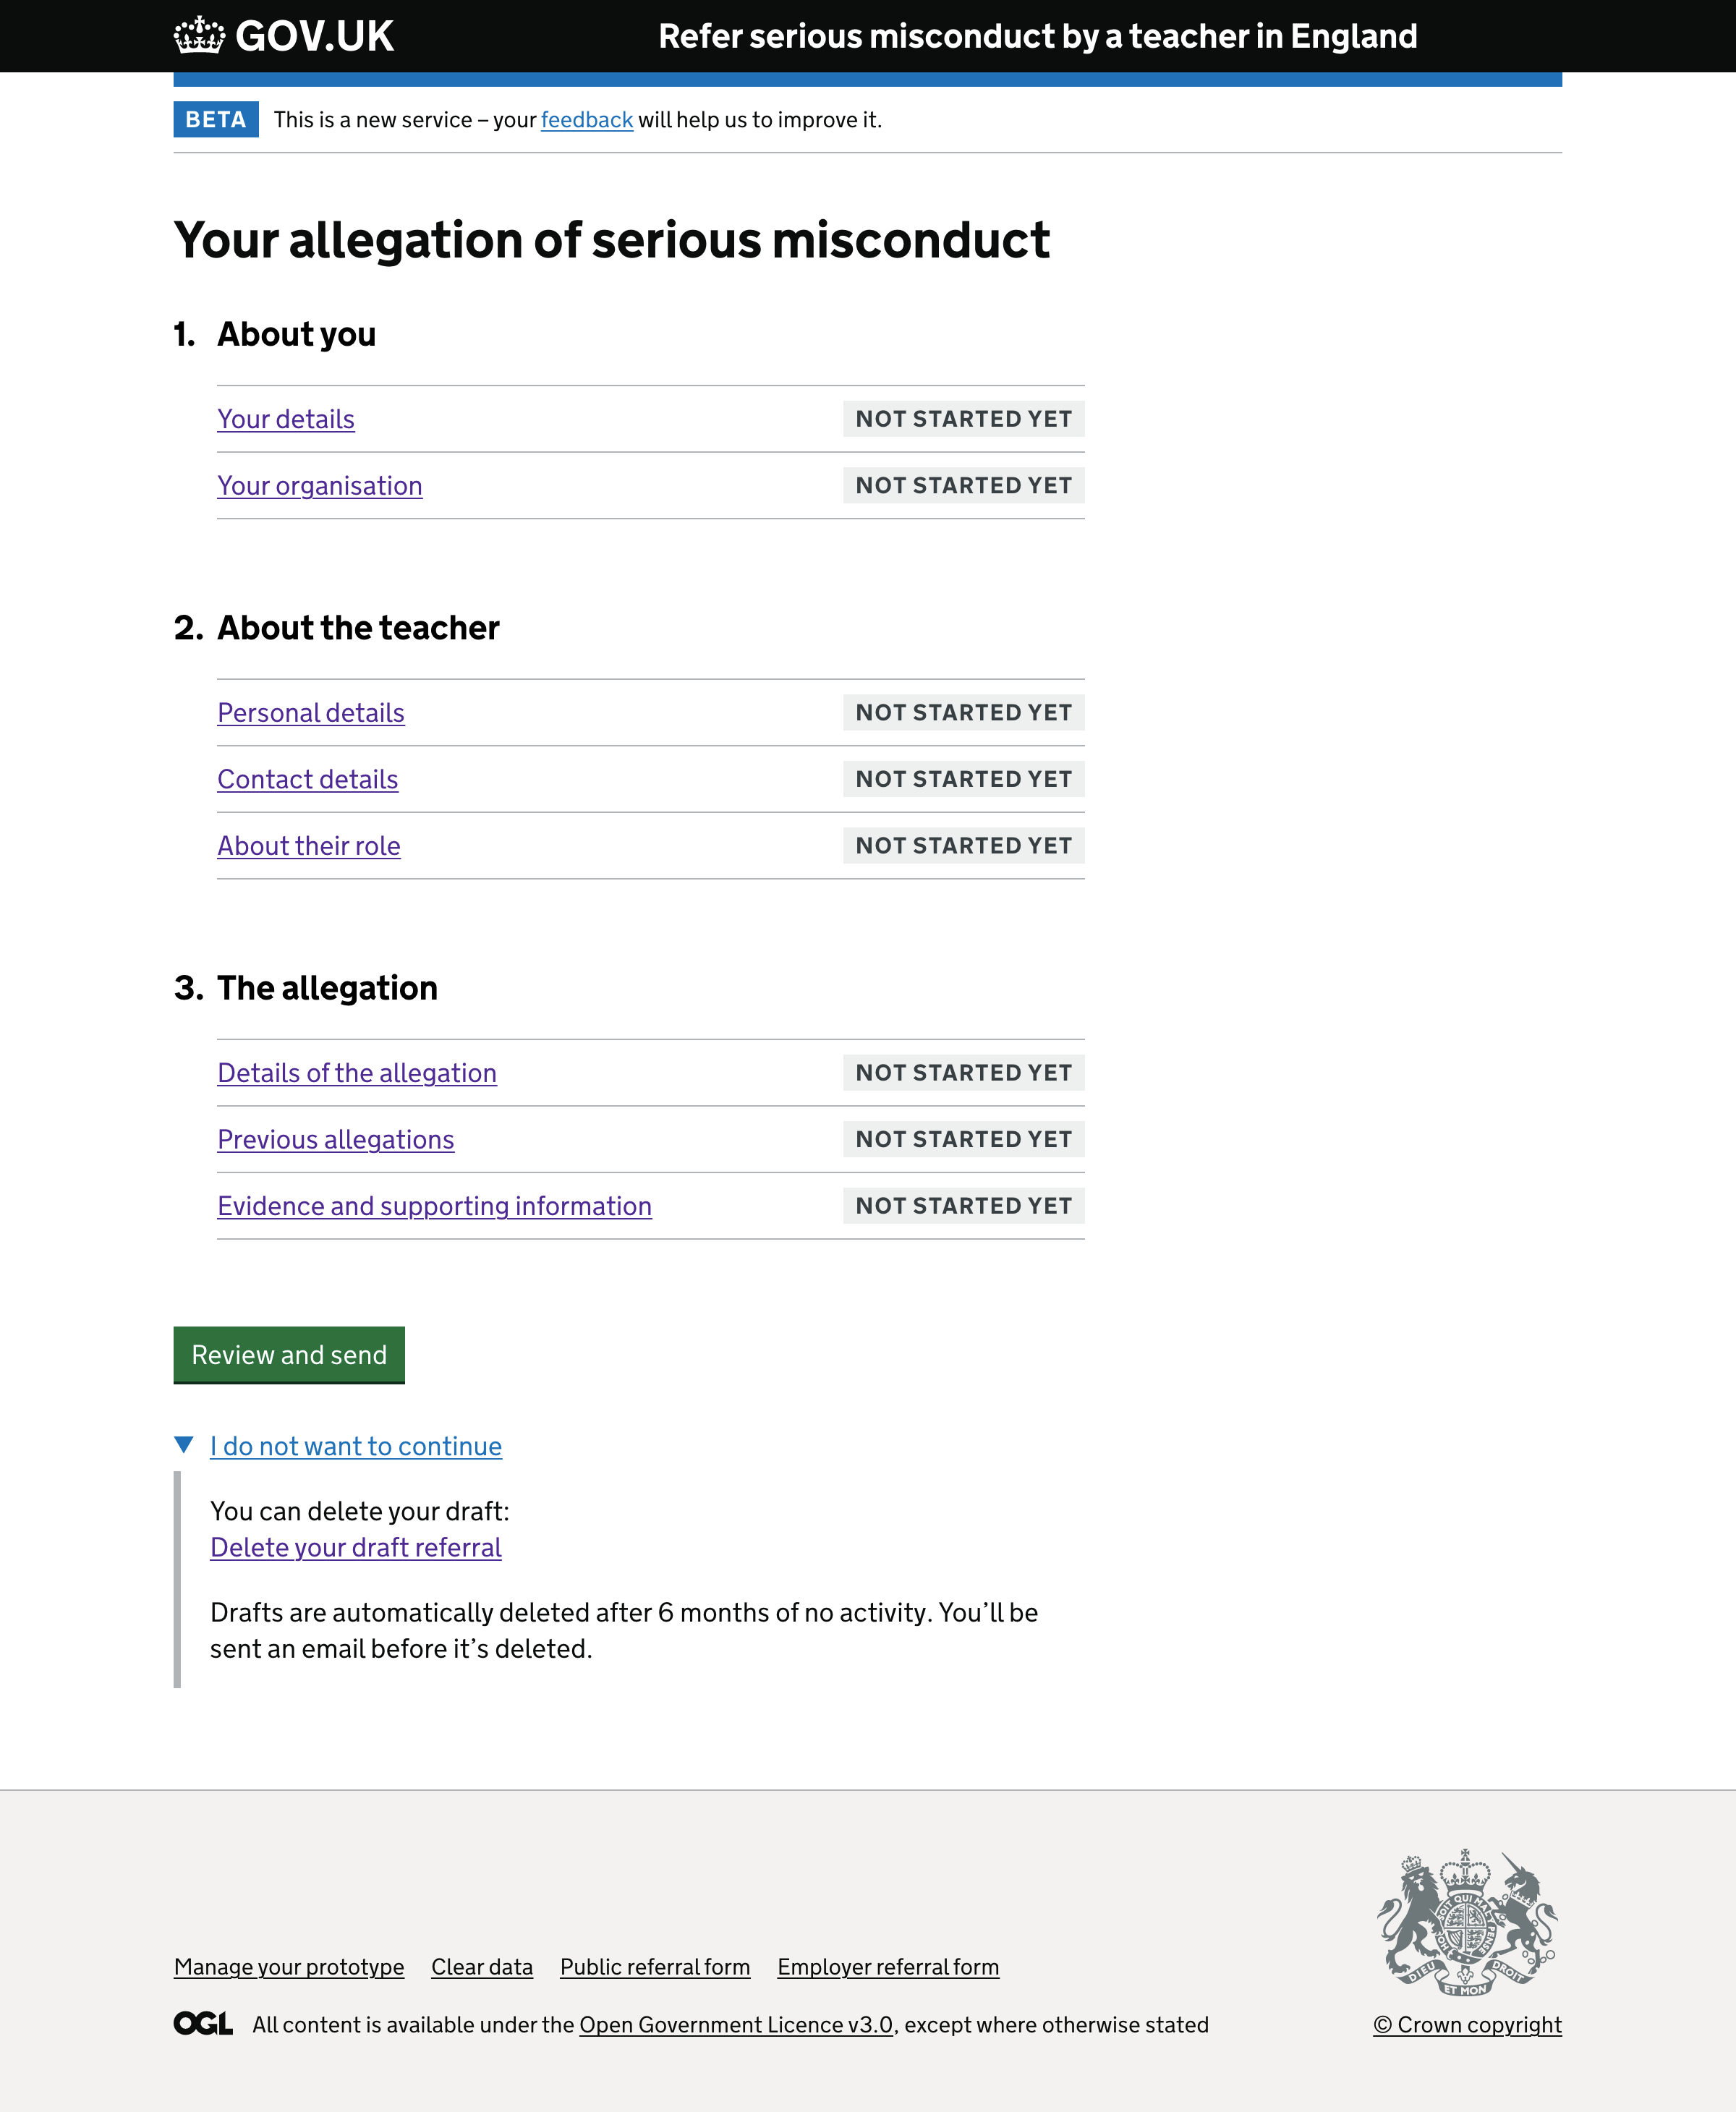 GOV.UK
Refer serious misconduct by a teacher in England
BETA
This is a new service – your feedback will help us to improve it.
Your allegation of serious misconduct
1. About you
Your details NOT STARTED YET
Your organisation NOT STARTED YET
2. About the teacher
Personal details NOT STARTED YET
Contact details NOT STARTED YET
About their role NOT STARTED YET
3. The allegation
Details of the allegation NOT STARTED YET
Previous allegations NOT STARTED YET
Evidence and supporting information NOT STARTED YET
Review and send
I do not want to continue
You can delete your draft:
Delete your draft referral
Drafts are automatically deleted after 6 months of no activity. You’ll be
sent an email before it’s deleted.
DIEU ET MON DROIT
Manage your prototype Clear data Public referral form Employer referral form
OGL All content is available under the Open Government Licence v3.0, except where otherwise stated
© Crown copyright